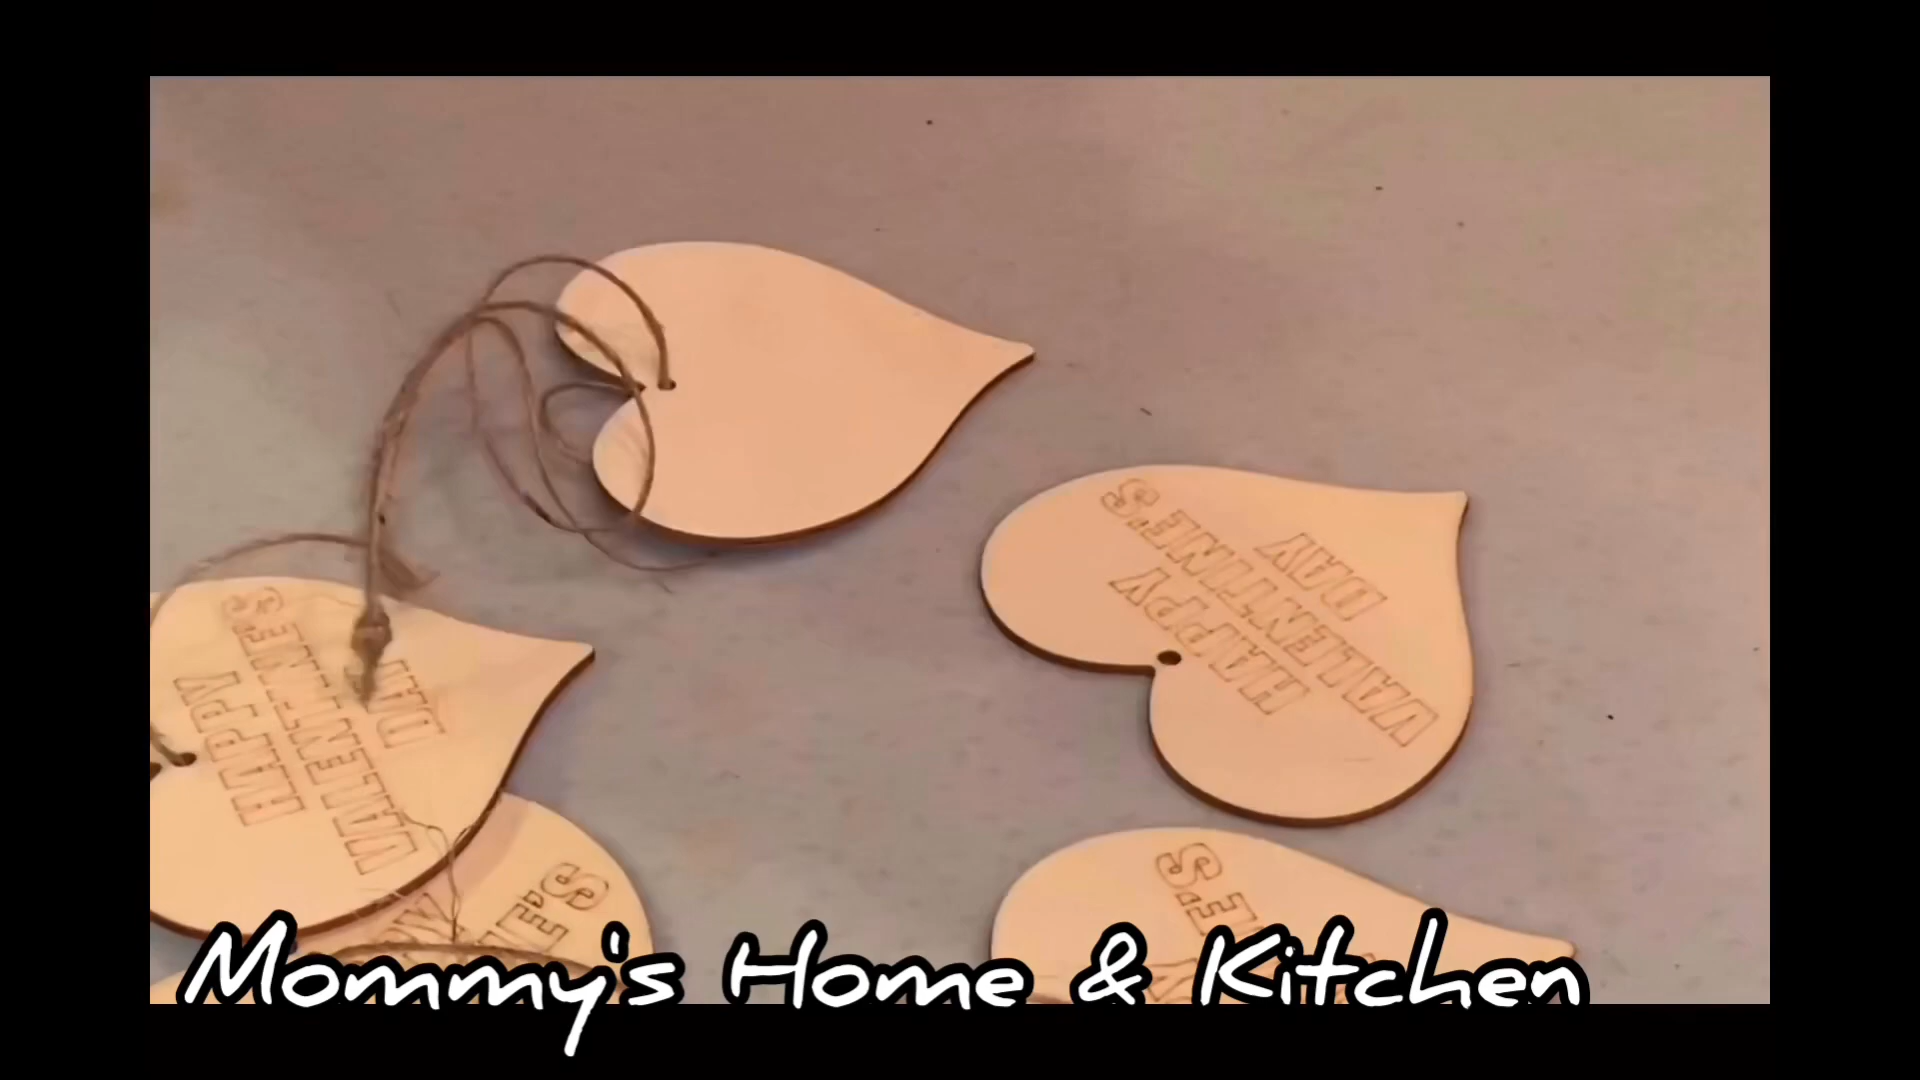 HAPPY
VALENTINE'S
DAY
HAPPY
VALENTINE'S
DAY
Mommy's Home & Kitchen